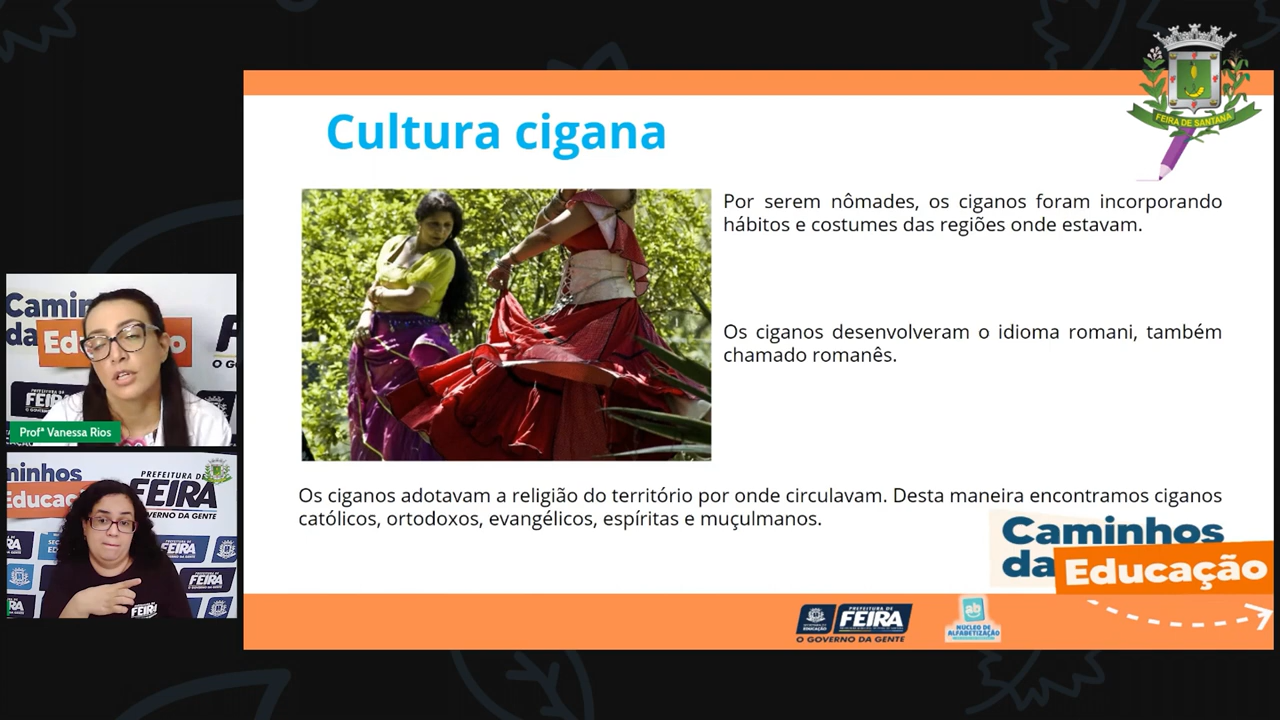 FEIRA DE SANTANA
Cultura cigana
Por serem nômades, os ciganos foram incorporando
hábitos e costumes das regiões onde estavam.
Os ciganos desenvolveram o idioma romani, também
chamado romanês.
Os ciganos adotavam a religião do território por onde circulavam. Desta maneira encontramos ciganos
católicos, ortodoxos, evangélicos, espíritas e muçulmanos.
Caminhos
da Educação
PREFEITURA DE
FEIRA
O GOVERNO DA GENTE
NÚCLEO DE
ALFABETIZAÇÃO
Profª Vanessa Rios
PREFEITURA DE
FEIRA